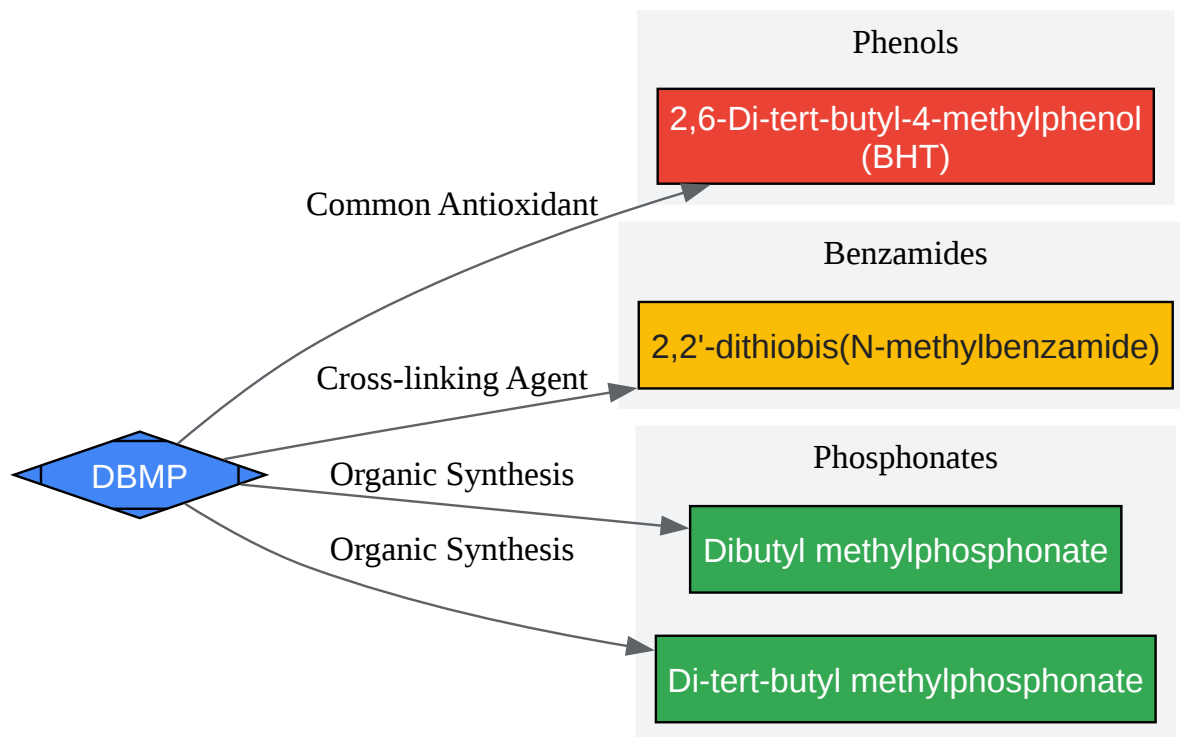 Phenols
2,6-Di-tert-butyl-4-methylphenol
(BHT)
Common Antioxidant
Benzamides
2,2'-dithiobis(N-methylbenzamide)
Cross-linking Agent
DBMP
Organic Synthesis
Phosphonates
Dibutyl methylphosphonate
Organic Synthesis
Di-tert-butyl methylphosphonate